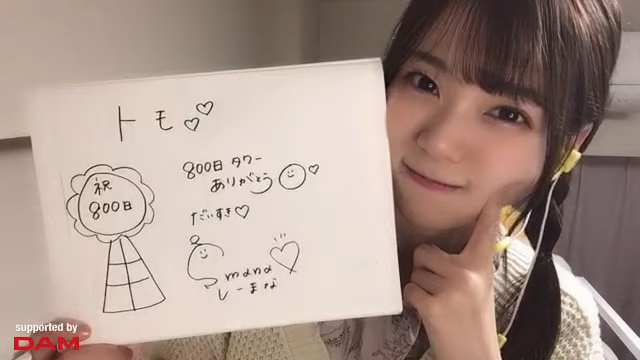 トモ♡♡
祝
800日
800日 タワー
ありがとう
だいすき♡
mana
しーまな
supported by
DAM